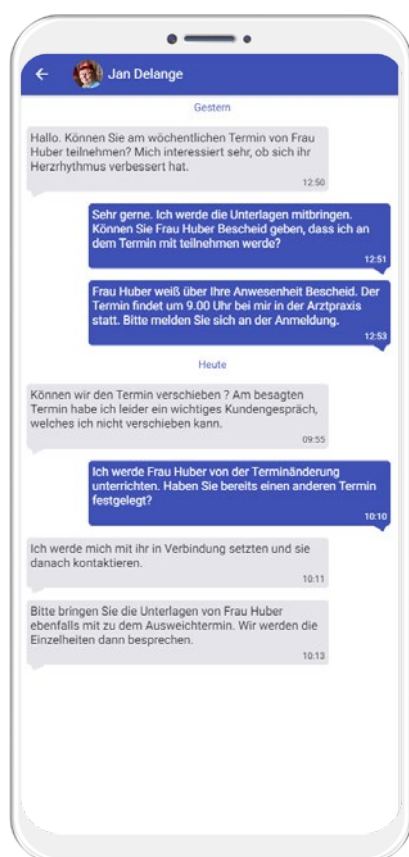 Jan Delange
Gestern
Hallo. Können Sie am wöchentlichen Termin von Frau
Huber teilnehmen? Mich interessiert sehr, ob sich ihr
Herzrhythmus verbessert hat.
12:50
Sehr gerne. Ich werde die Unterlagen mitbringen.
Können Sie Frau Huber Bescheid geben, dass ich an
dem Termin mit teilnehmen werde?
12:51
Frau Huber weiß über Ihre Anwesenheit Bescheid. Der
Termin findet um 9.00 Uhr bei mir in der Arztpraxis
statt. Bitte melden Sie sich an der Anmeldung.
12:53
Heute
Können wir den Termin verschieben ? Am besagten
Termin habe ich leider ein wichtiges Kundengespräch,
welches ich nicht verschieben kann.
09:55
Ich werde Frau Huber von der Terminänderung
unterrichten. Haben Sie bereits einen anderen Termin
festgelegt?
10:10
Ich werde mich mit ihr in Verbindung setzten und sie
danach kontaktieren.
10:11
Bitte bringen Sie die Unterlagen von Frau Huber
ebenfalls mit zu dem Ausweichtermin. Wir werden die
Einzelheiten dann besprechen.
10:13